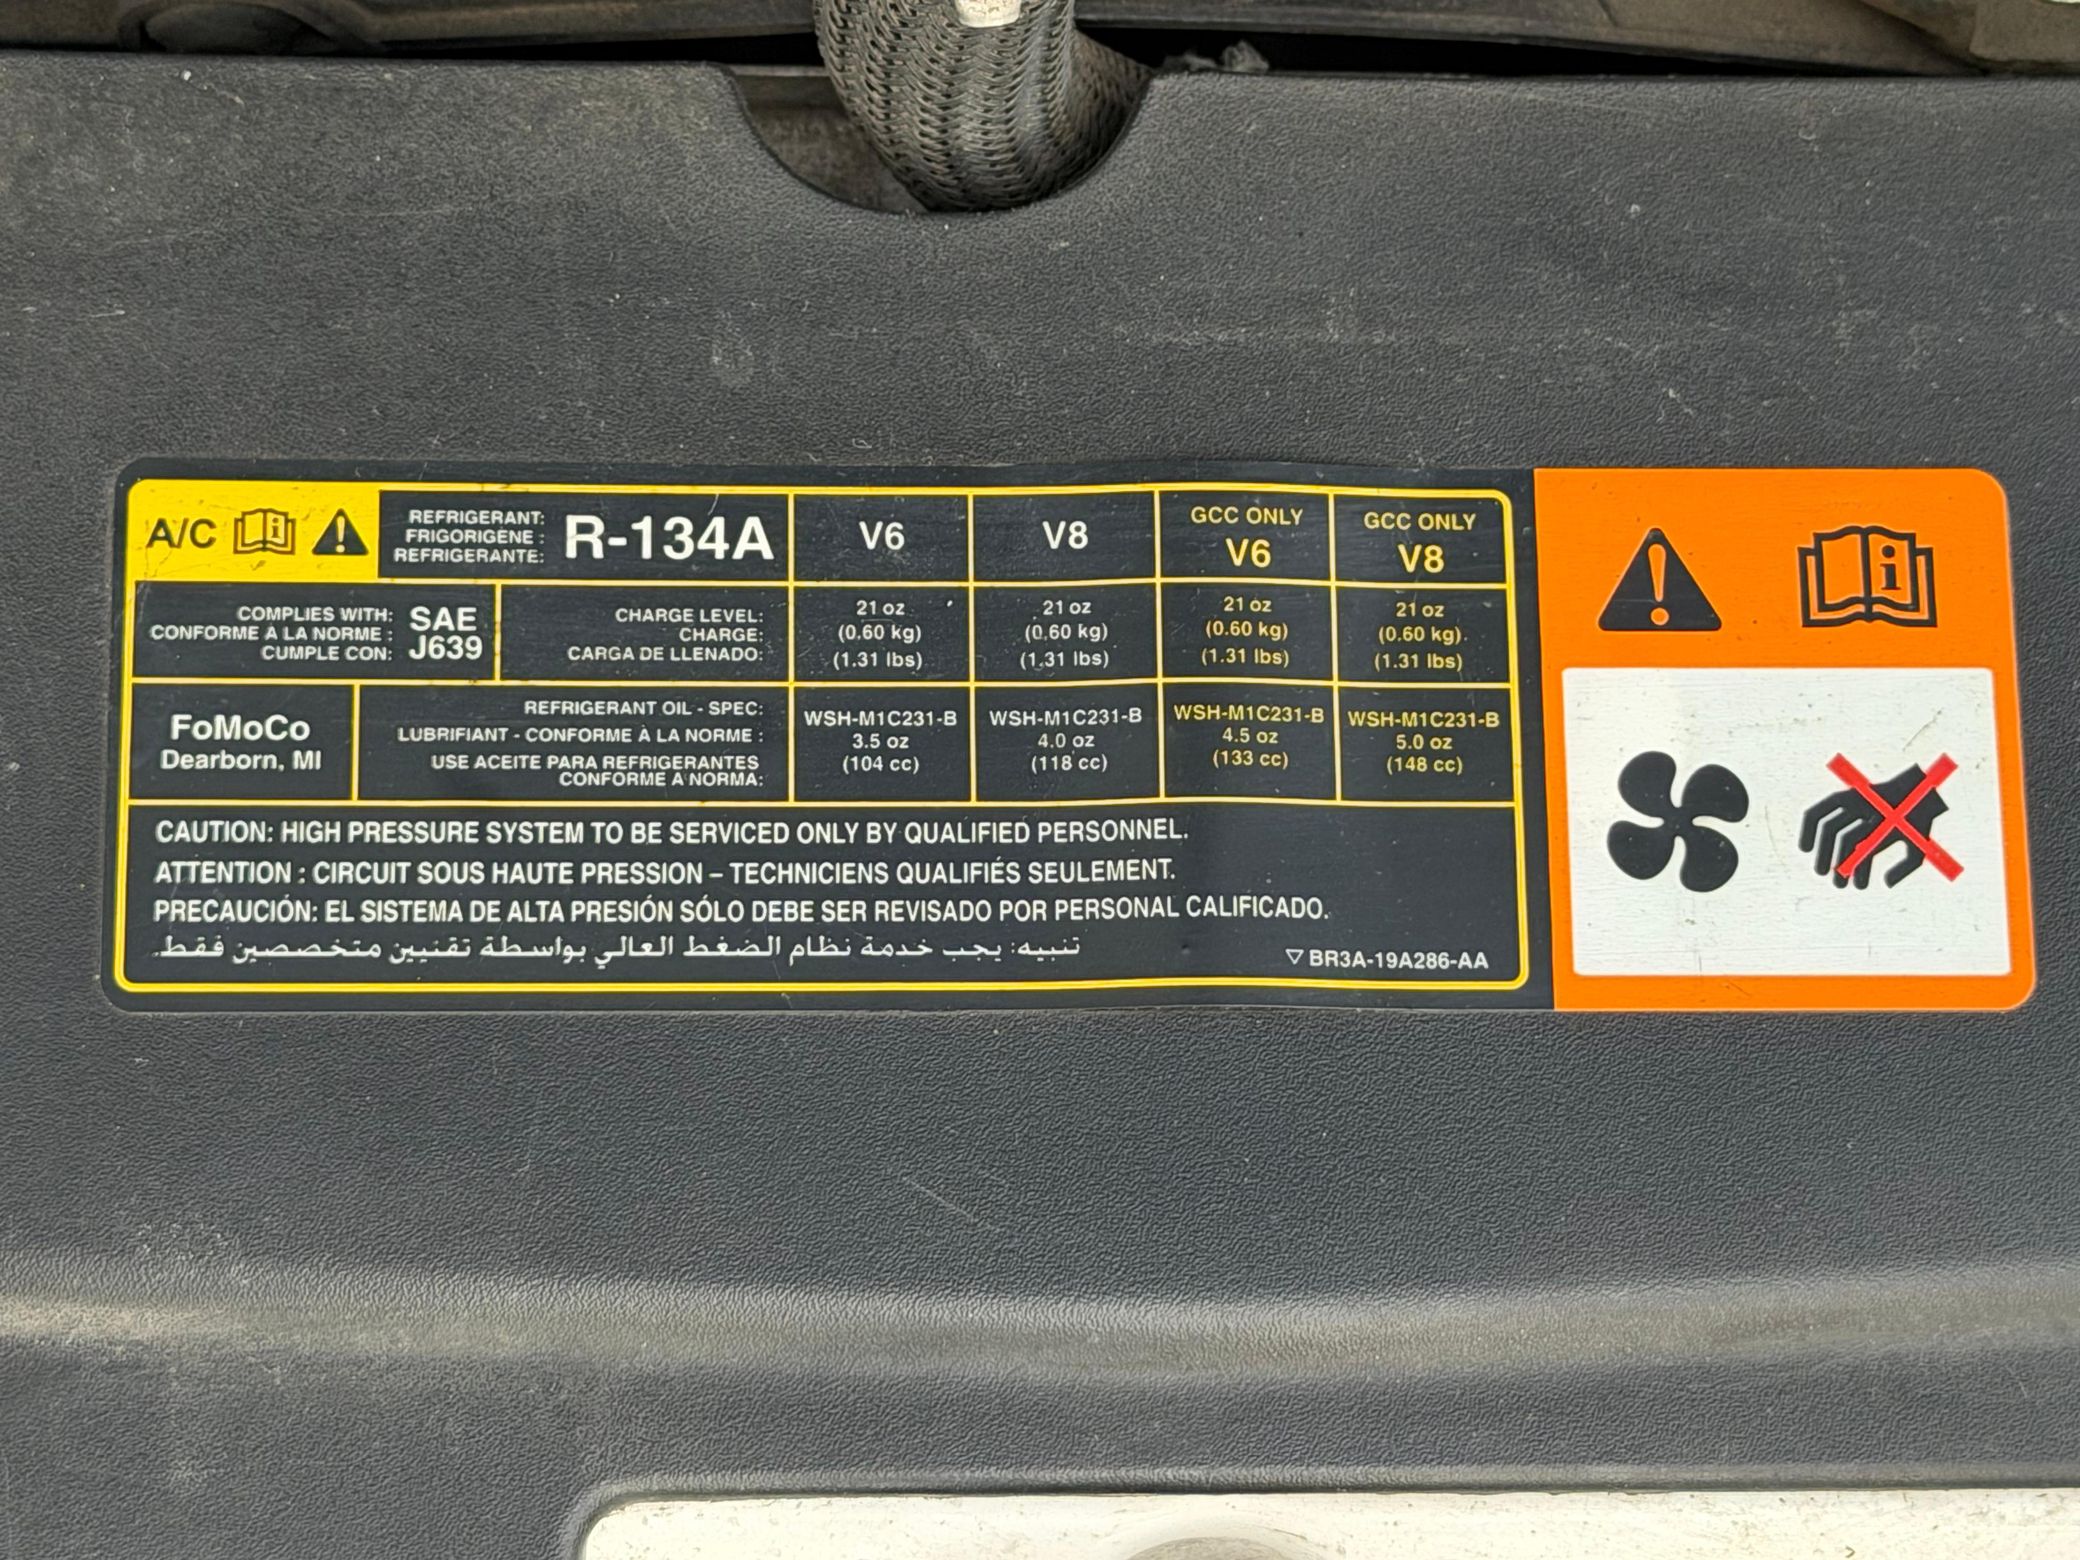 A/C
REFRIGERANT:
FRIGORIGÈNE :
REFRIGERANTE:
R-134A
V6
V8
GCC ONLY
V6
GCC ONLY
V8
COMPLIES WITH:
CONFORME À LA NORME :
CUMPLE CON:
SAE
J639
CHARGE LEVEL:
CHARGE:
CARGA DE LLENADO:
21 oz
(0.60 kg)
(1.31 lbs)
21 oz
(0.60 kg)
(1.31 lbs)
21 oz
(0.60 kg)
(1.31 lbs)
21 oz
(0.60 kg)
(1.31 lbs)
FoMoCo
Dearborn, MI
REFRIGERANT OIL - SPEC:
LUBRIFIANT - CONFORME À LA NORME :
USE ACEITE PARA REFRIGERANTES
CONFORME A NORMA:
WSH-M1C231-B
3.5 oz
(104 cc)
WSH-M1C231-B
4.0 oz
(118 cc)
WSH-M1C231-B
4.5 oz
(133 cc)
WSH-M1C231-B
5.0 oz
(148 cc)
CAUTION: HIGH PRESSURE SYSTEM TO BE SERVICED ONLY BY QUALIFIED PERSONNEL.
ATTENTION : CIRCUIT SOUS HAUTE PRESSION – TECHNICIENS QUALIFIÉS SEULEMENT.
PRECAUCIÓN: EL SISTEMA DE ALTA PRESIÓN SÓLO DEBE SER REVISADO POR PERSONAL CALIFICADO.
تنبيه: يجب خدمة نظام الضغط العالي بواسطة تقنيين متخصصين فقط.
▽ BR3A-19A286-AA